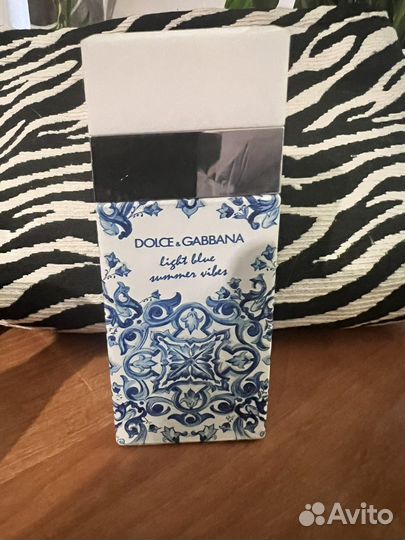 DOLCE & GABBANA
light blue
summer vibes
Avito